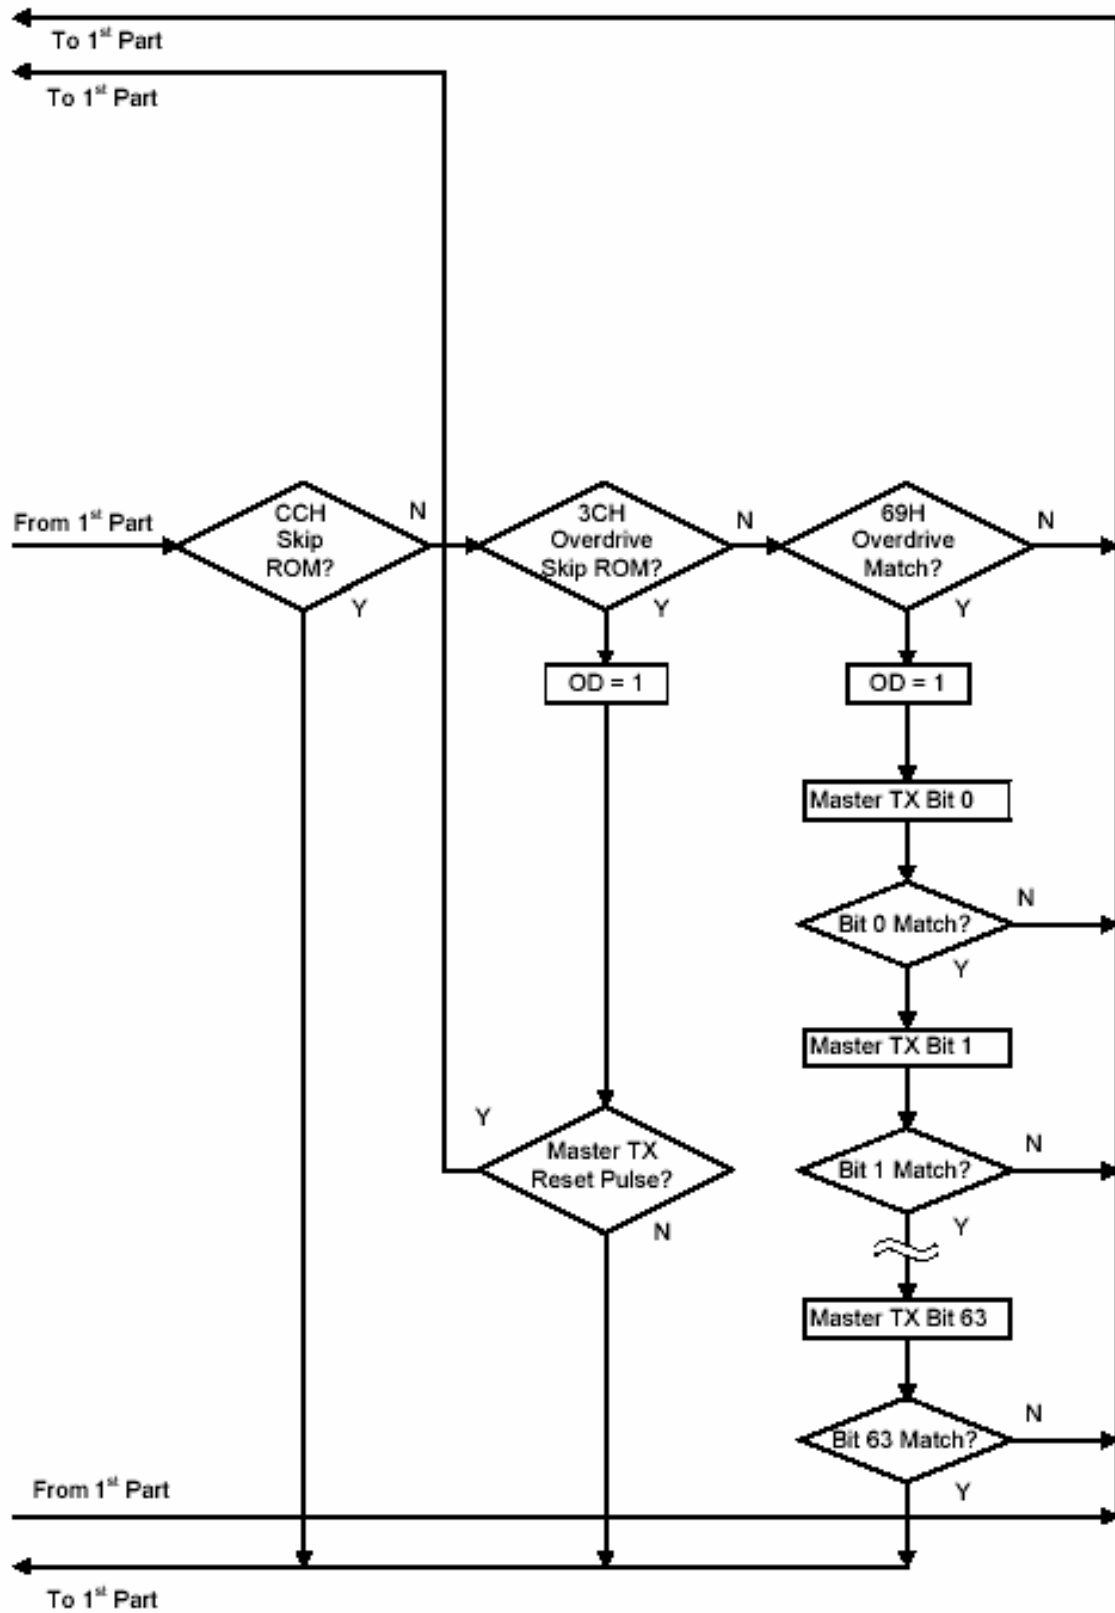 To 1st Part
To 1st Part
From 1st Part
CCH
Skip
ROM?
N
Y
3CH
Overdrive
Skip ROM?
N
Y
69H
Overdrive
Match?
N
Y
OD = 1
OD = 1
Master TX Bit 0
Bit 0 Match?
N
Y
Master TX Bit 1
Y
Master TX
Reset Pulse?
N
Bit 1 Match?
N
Y
Master TX Bit 63
Bit 63 Match?
N
Y
From 1st Part
To 1st Part